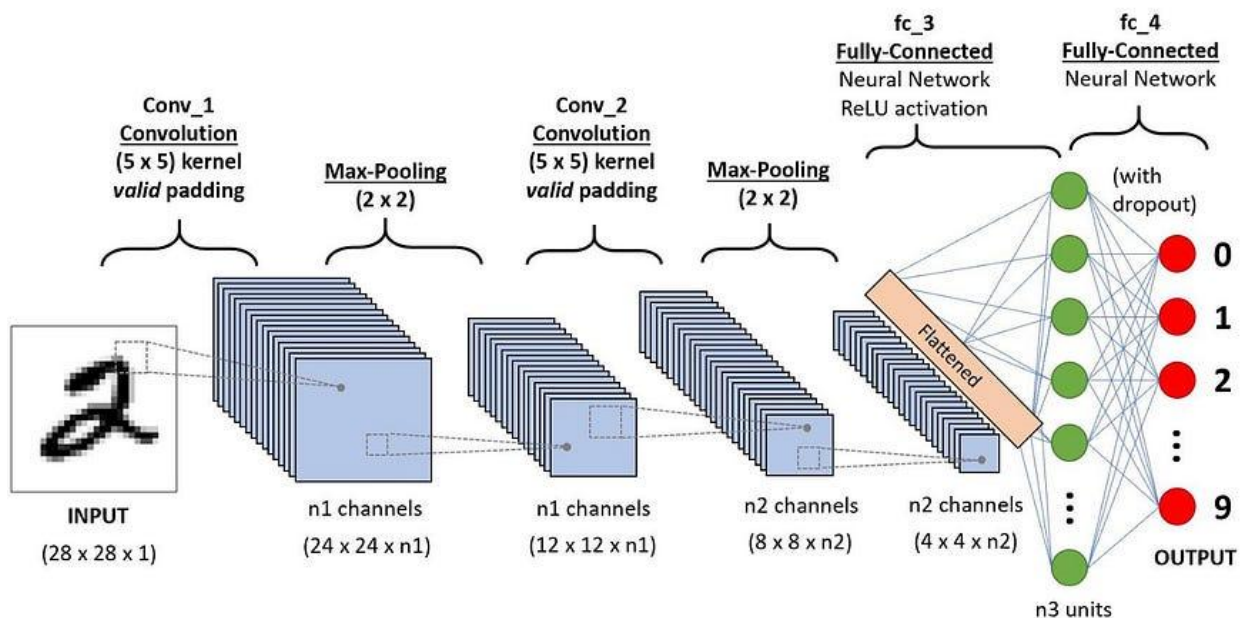 fc_3
Fully-Connected
Neural Network
ReLU activation
fc_4
Fully-Connected
Neural Network
Conv_1
Convolution
(5 x 5) kernel
valid padding
Max-Pooling
(2 x 2)
Conv_2
Convolution
(5 x 5) kernel
valid padding
Max-Pooling
(2 x 2)
(with
dropout)
Flattened
0
1
2
9
INPUT
(28 x 28 x 1)
n1 channels
(24 x 24 x n1)
n1 channels
(12 x 12 x n1)
n2 channels
(8 x 8 x n2)
n2 channels
(4 x 4 x n2)
OUTPUT
n3 units